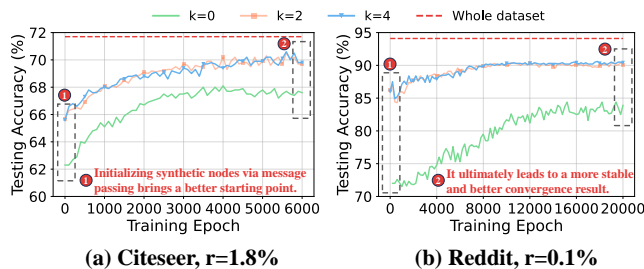 k=0 k=2 k=4 Whole dataset
Testing Accuracy (%)
72
70
68
66
64
62
60
1
2
1 Initializing synthetic nodes via message
passing brings a better starting point.
0 1000 2000 3000 4000 5000 6000
Training Epoch
(a) Citeseer, r=1.8%
Testing Accuracy (%)
95
90
85
80
75
70
1
2
2 It ultimately leads to a more stable
and better convergence result.
0 4000 8000 12000 16000 20000
Training Epoch
(b) Reddit, r=0.1%